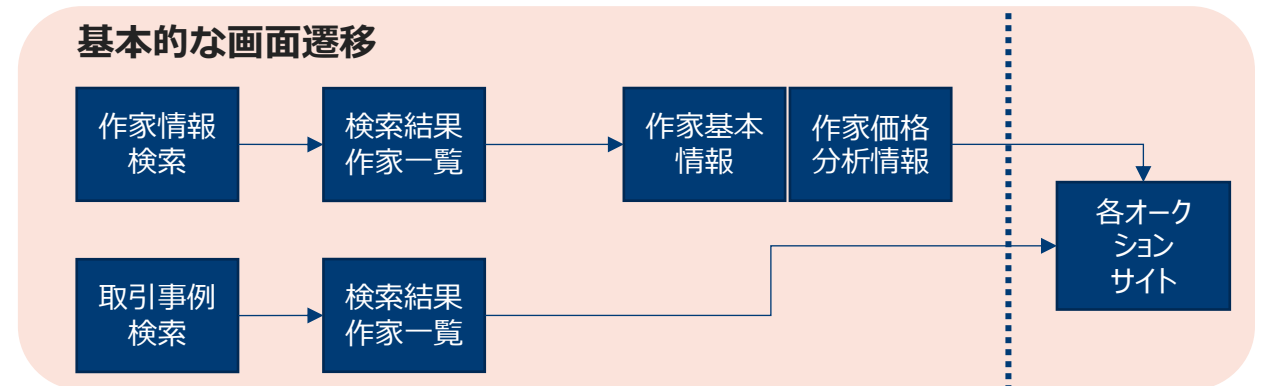 基本的な画面遷移
作家情報
検索
検索結果
作家一覧
作家基本
情報
作家価格
分析情報
各オーク
ション
サイト
取引事例
検索
検索結果
作家一覧